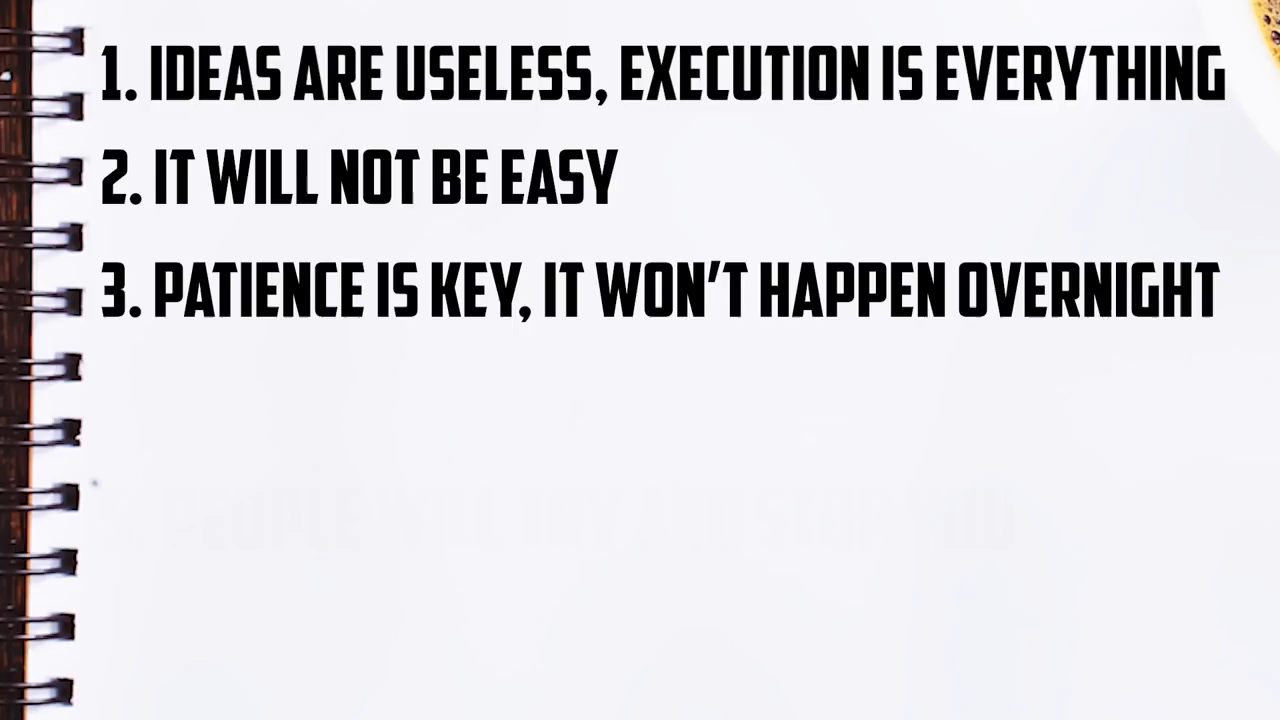 1. IDEAS ARE USELESS, EXECUTION IS EVERYTHING
2. IT WILL NOT BE EASY
3. PATIENCE IS KEY, IT WON'T HAPPEN OVERNIGHT